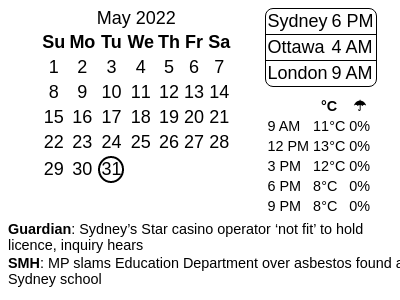 May 2022
Su Mo Tu We Th Fr Sa
1 2 3 4 5 6 7
8 9 10 11 12 13 14
15 16 17 18 19 20 21
22 23 24 25 26 27 28
29 30 31
Sydney 6 PM
Ottawa 4 AM
London 9 AM
°C ☂
9 AM 11°C 0%
12 PM 13°C 0%
3 PM 12°C 0%
6 PM 8°C 0%
9 PM 8°C 0%
Guardian: Sydney’s Star casino operator ‘not fit’ to hold
licence, inquiry hears
SMH: MP slams Education Department over asbestos found a
Sydney school